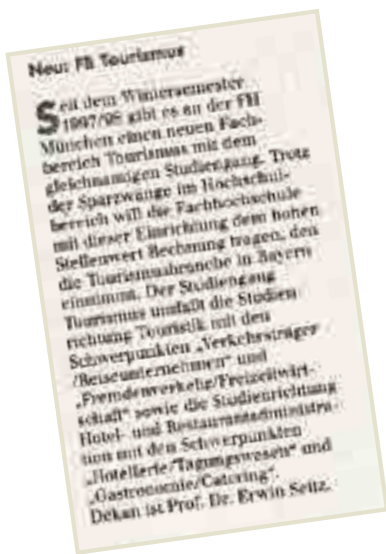 Neu: FB Tourismus
Seit dem Wintersemester
1997/98 gibt es an der FH
München einen neuen Fach-
bereich Tourismus mit dem
gleichnamigen Studiengang. Trotz
der Sparzwänge im Hochschul-
bereich will die Fachhochschule
mit dieser Einrichtung dem hohen
Stellenwert Rechnung tragen, den
die Tourismusbranche in Bayern
einnimmt. Der Studiengang
Tourismus umfaßt die Studien-
richtung Touristik mit den
Schwerpunkten „Verkehrsträger
/Reiseunternehmen" und
„Fremdenverkehr/Freizeitwirt-
schaft" sowie die Studienrichtung
Hotel- und Restaurantadministra-
tion mit den Schwerpunkten
„Hotellerie/Tagungswesen" und
„Gastronomie/Catering".
Dekan ist Prof. Dr. Erwin Seitz.